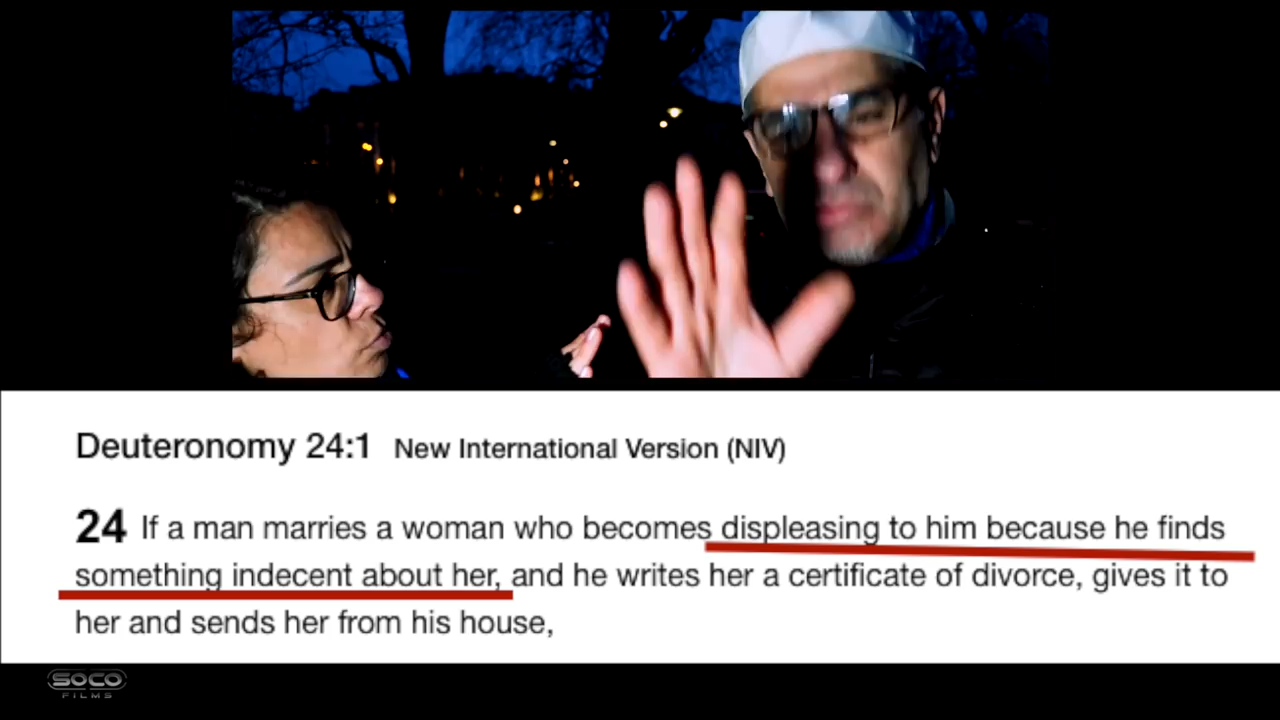 Deuteronomy 24:1 New International Version (NIV)
24 If a man marries a woman who becomes displeasing to him because he finds
something indecent about her, and he writes her a certificate of divorce, gives it to
her and sends her from his house,
SOCO
FILMS